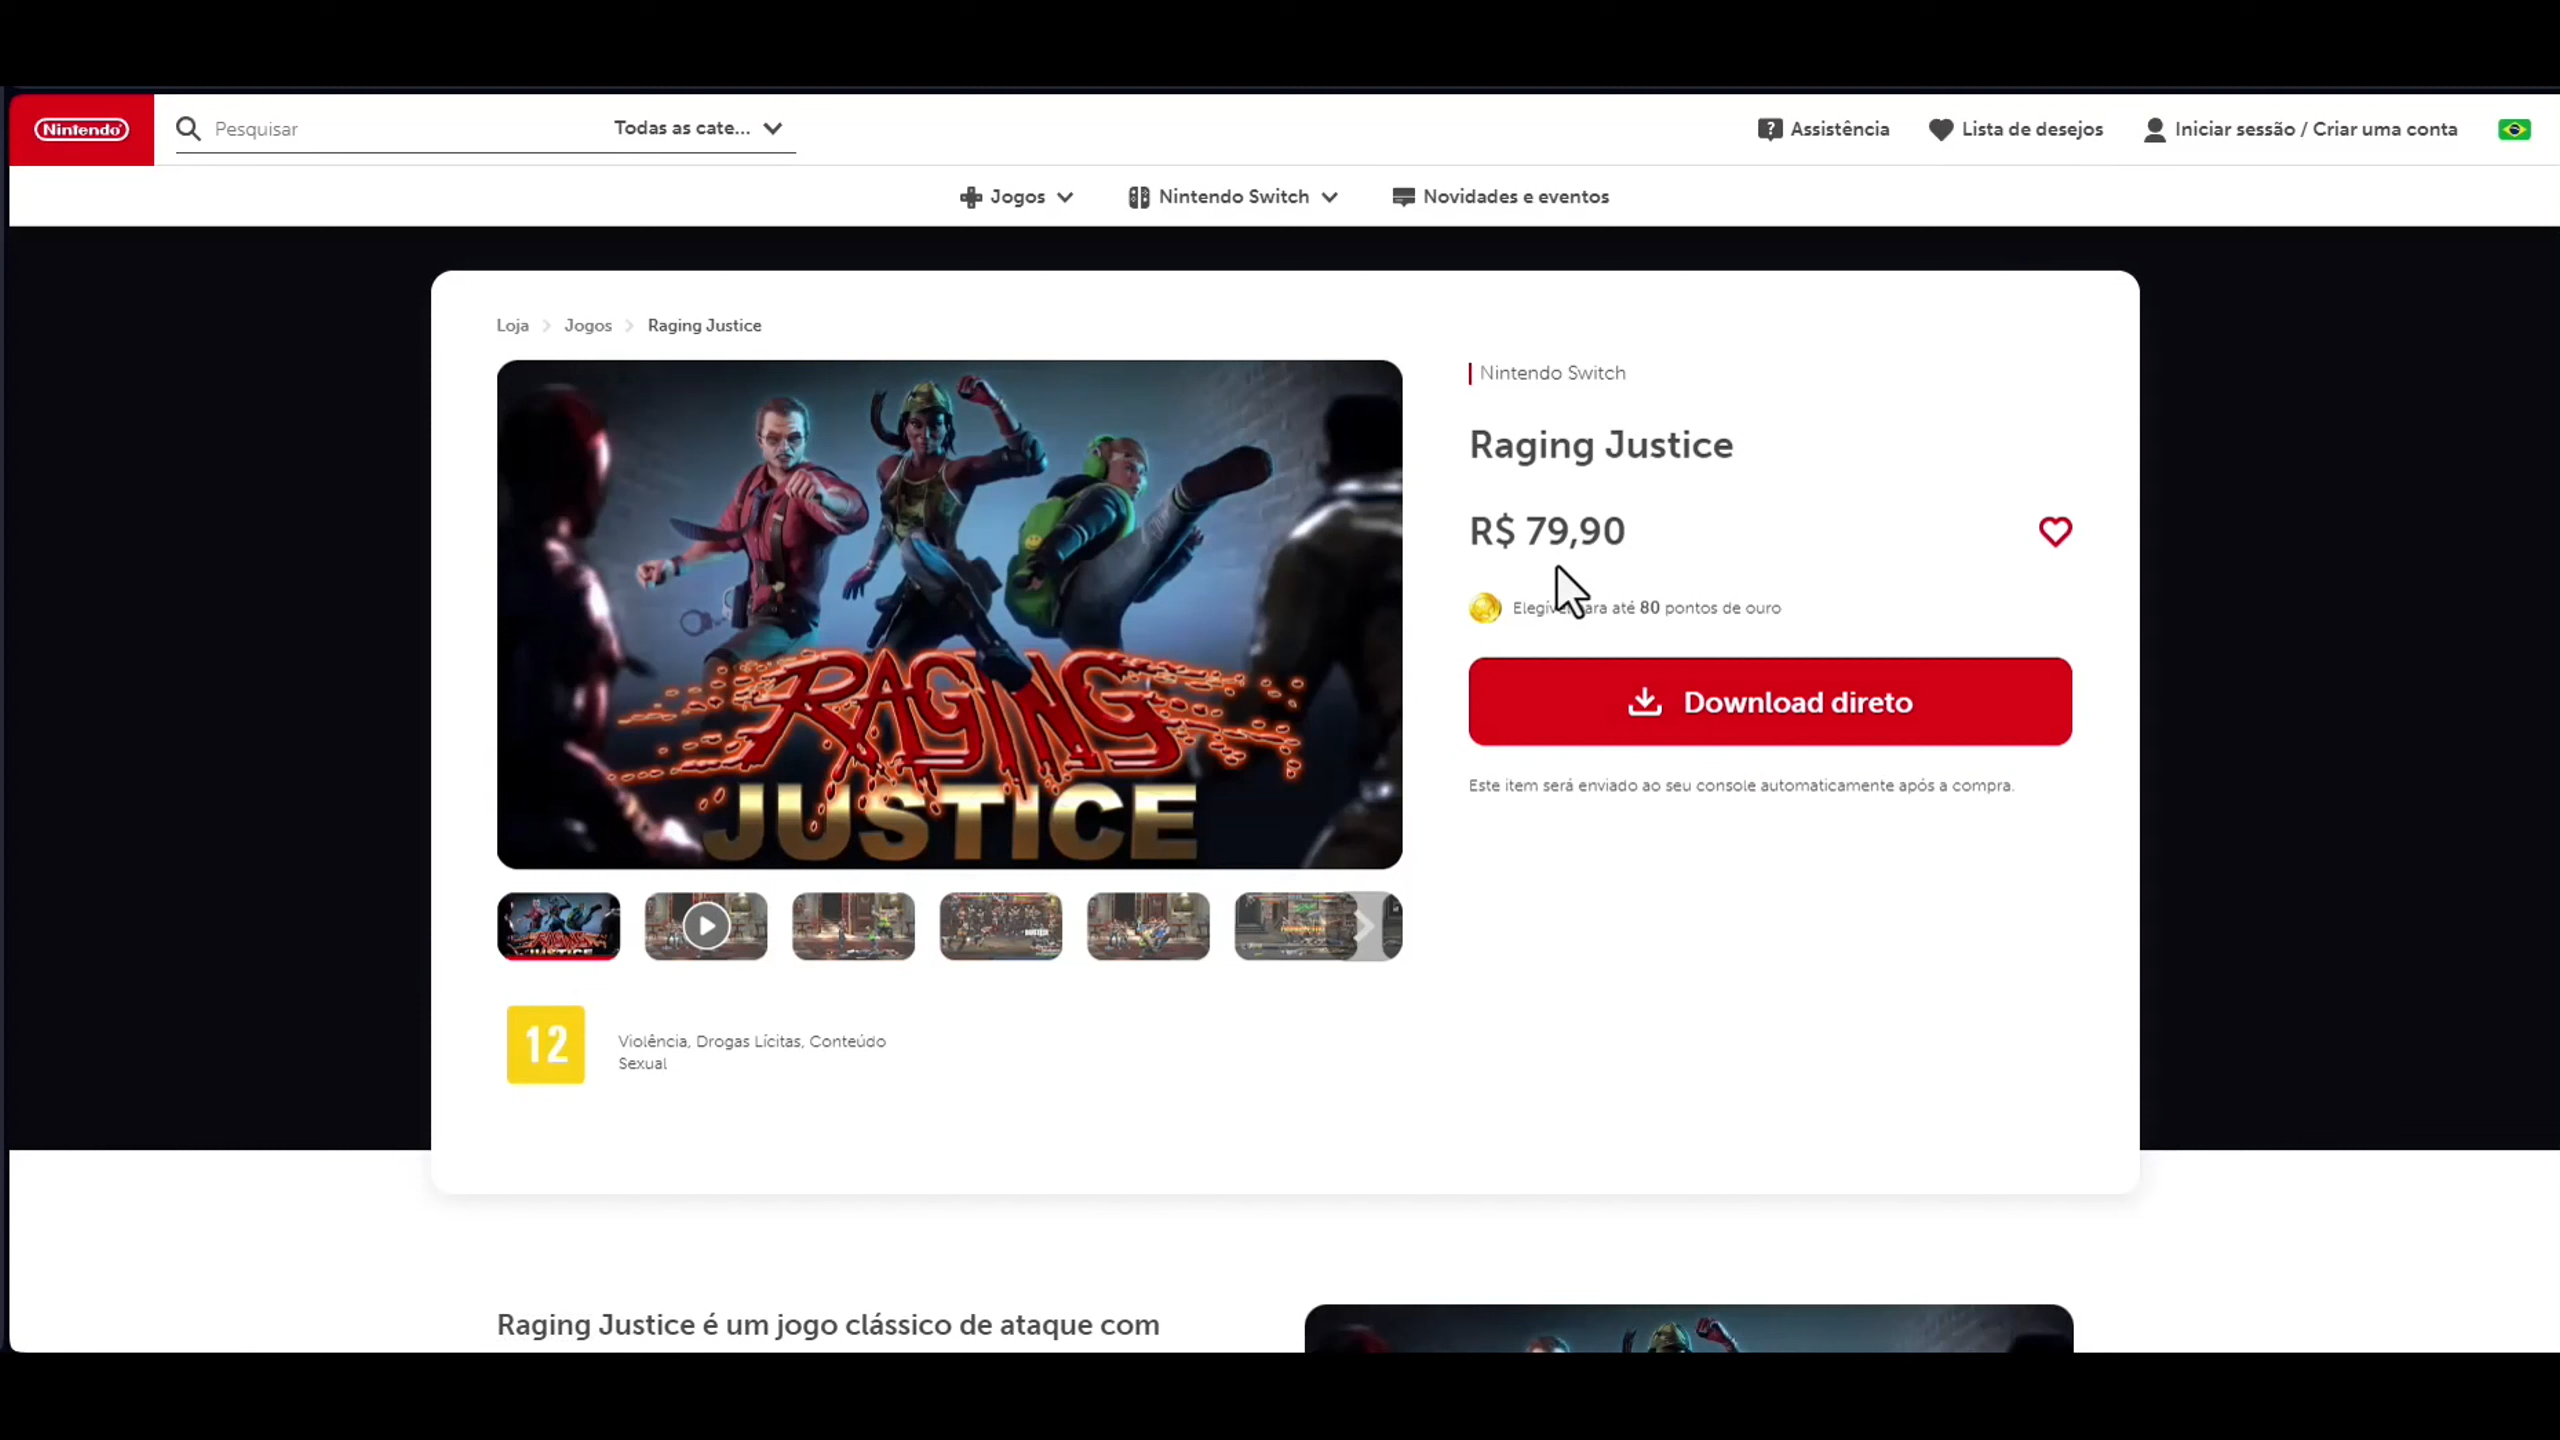 Nintendo
Pesquisar
Todas as cate...
Assistência
Lista de desejos
Iniciar sessão / Criar uma conta
Jogos
Nintendo Switch
Novidades e eventos
Loja
Jogos
Raging Justice
RAGING
JUSTICE
Nintendo Switch
Raging Justice
R$ 79,90
para até 80 pontos de ouro
Download direto
Este item será enviado ao seu console automaticamente após a compra.
12
Violência, Drogas Lícitas, Conteúdo
Sexual
Raging Justice é um jogo clássico de ataque com